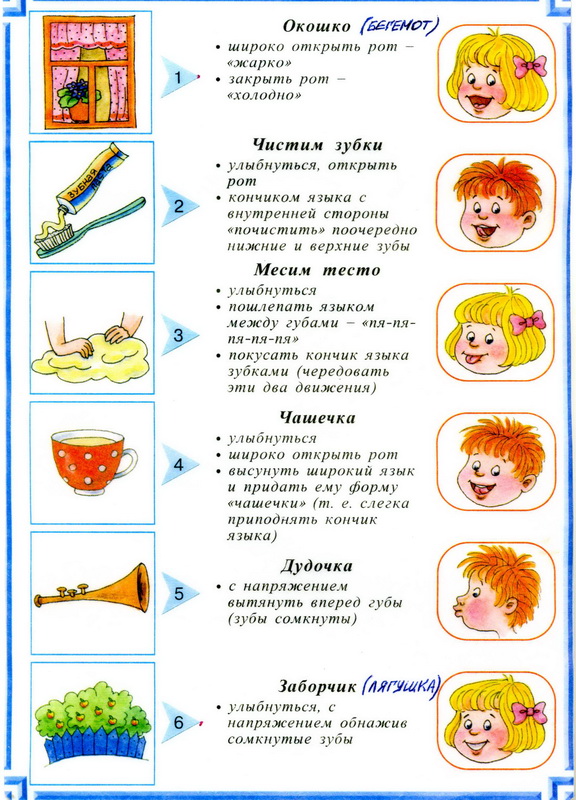 Окошко (БЕГЕМОТ)
• широко открыть рот –
«жарко»
• закрыть рот –
«холодно»
1
Чистим зубки
• улыбнуться, открыть
рот
• кончиком языка с
внутренней стороны
«почистить» поочередно
нижние и верхние зубы
ЗУБНАЯ
ПАСТА
2
Месим тесто
• улыбнуться
• пошлепать языком
между губами – «пя-пя-
пя-пя-пя»
• покусать кончик языка
зубками (чередовать
эти два движения)
3
Чашечка
• улыбнуться
• широко открыть рот
• высунуть широкий язык
и придать ему форму
«чашечки» (т. е. слегка
приподнять кончик
языка)
4
Дудочка
• с напряжением
вытянуть вперед губы
(зубы сомкнуты)
5
Заборчик (ЛЯГУШКА)
• улыбнуться, с
напряжением обнажив
сомкнутые зубы
6